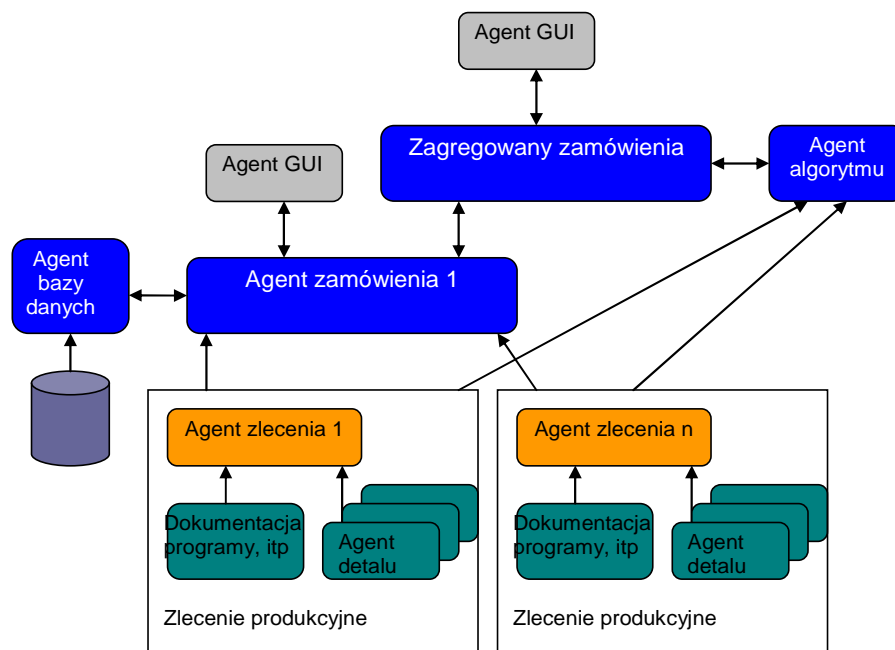 Agent GUI
Zagregowany zamówienia
Agent
algorytmu
Agent GUI
Agent
bazy
danych
Agent zamówienia 1
Agent zlecenia 1
Dokumentacja
programy, itp
Agent
detalu
Zlecenie produkcyjne
Agent zlecenia n
Dokumentacja
programy, itp
Agent
detalu
Zlecenie produkcyjne